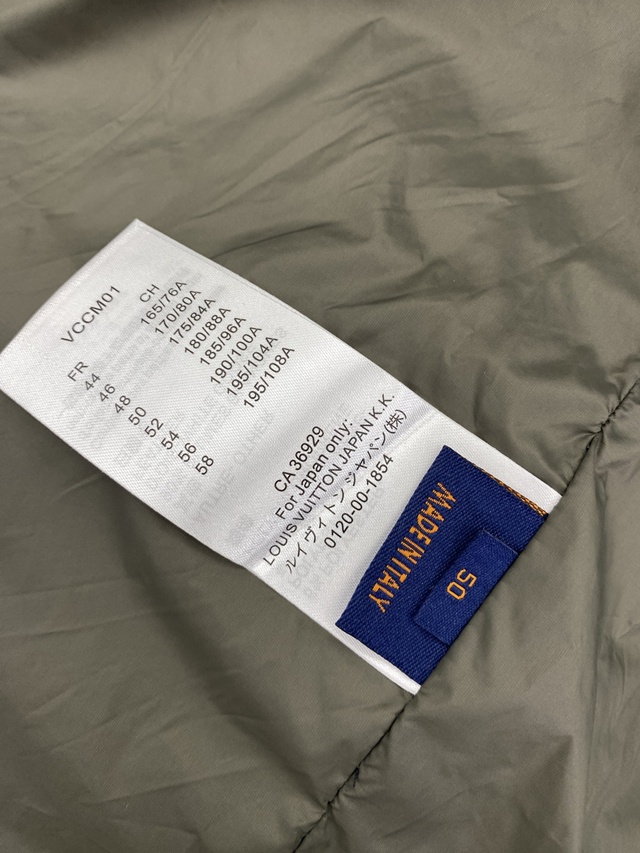 VCCM01
FR CH
44 165/76A
46 170/80A
48 175/84A
50 180/88A
52 185/96A
54 190/100A
56 195/104A
58 195/108A
CA 36929
For Japan only:
LOUIS VUITTON JAPAN K.K.
ルイ ヴィトン ジャパン(株)
0120-00-1854
MADE IN ITALY
50